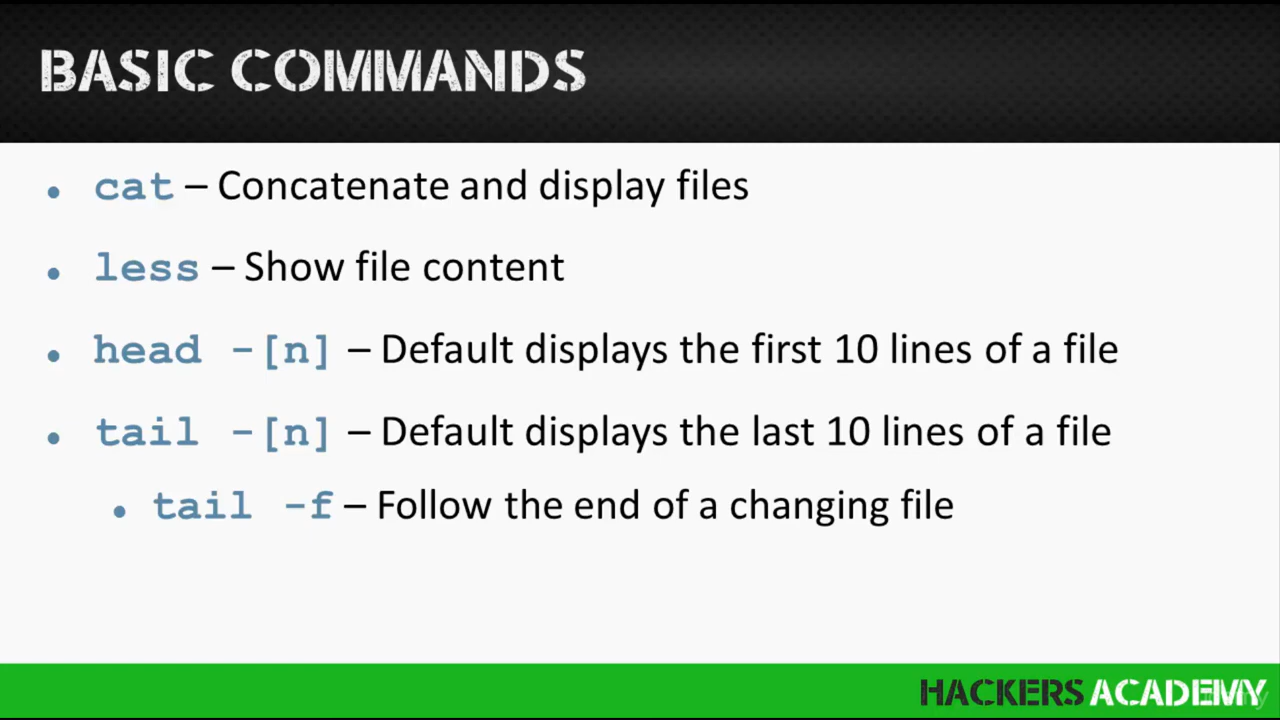 BASIC COMMANDS
• cat – Concatenate and display files
• less – Show file content
• head -[n] – Default displays the first 10 lines of a file
• tail -[n] – Default displays the last 10 lines of a file
• tail -f – Follow the end of a changing file
HACKERS ACADEMY